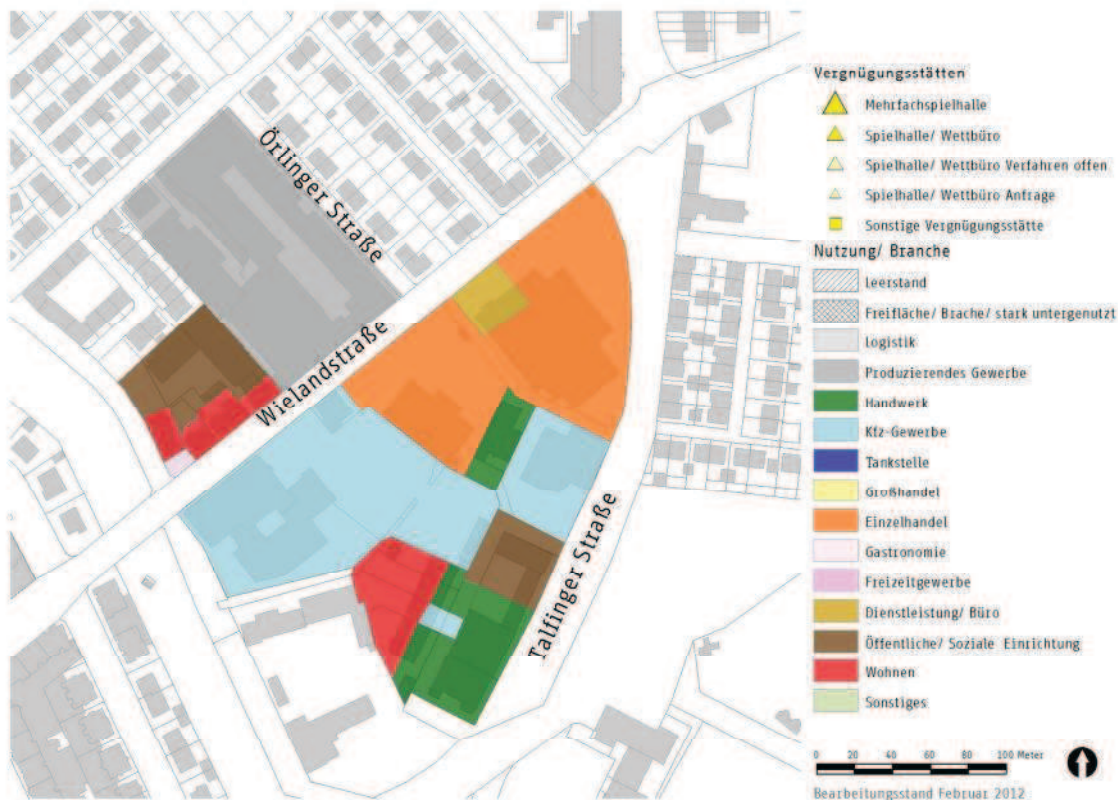 Örlinger Straße
Wielandstraße
Talfinger Straße
Vergnügungsstätten
Mehrfachspielhalle
Spielhalle/ Wettbüro
Spielhalle/ Wettbüro Verfahren offen
Spielhalle/ Wettbüro Anfrage
Sonstige Vergnügungsstätte
Nutzung/ Branche
Leerstand
Freifläche/ Brache/ stark untergenutzt
Logistik
Produzierendes Gewerbe
Handwerk
Kfz-Gewerbe
Tankstelle
Großhandel
Einzelhandel
Gastronomie
Freizeitgewerbe
Dienstleistung/ Büro
Öffentliche/ Soziale Einrichtung
Wohnen
Sonstiges
0 20 40 60 80 100 Meter
Bearbeitungsstand Februar 2012